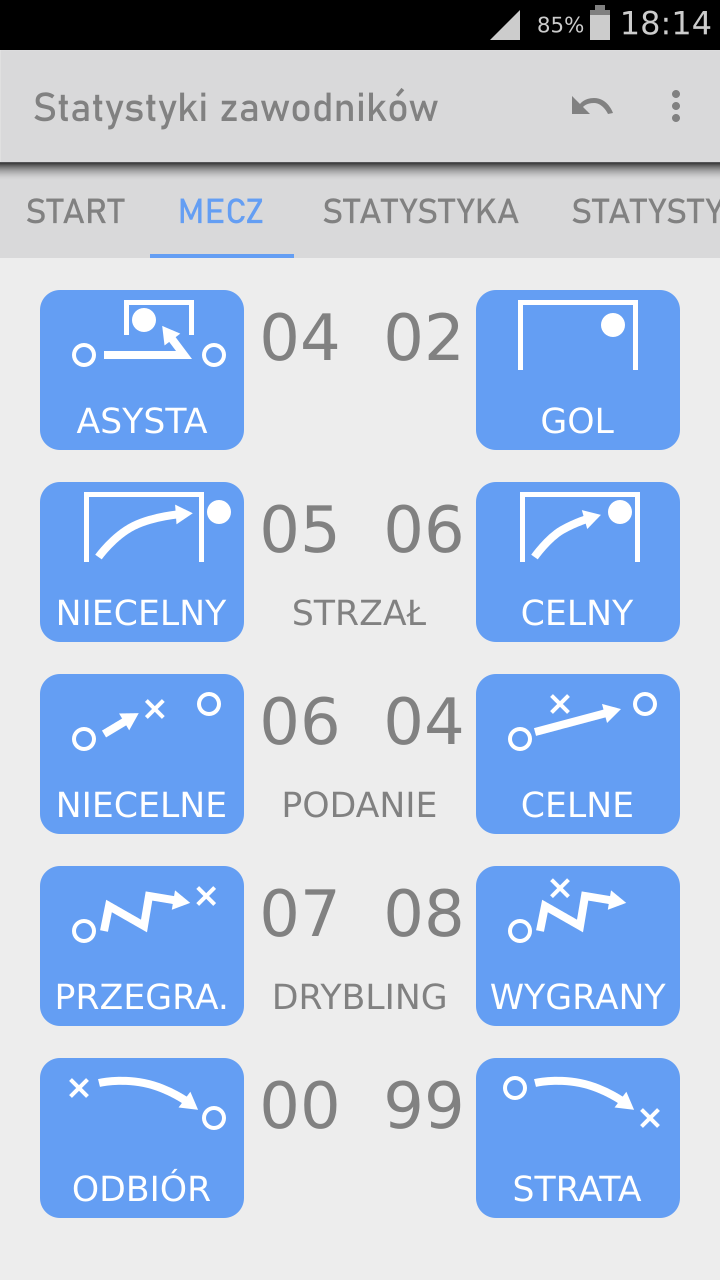 85% 18:14
Statystyki zawodników
START MECZ STATYSTYKA STATYSTY
04 02
ASYSTA GOL
05 06
NIECELNY STRZAŁ CELNY
06 04
NIECELNE PODANIE CELNE
07 08
PRZEGRA. DRYBLING WYGRANY
00 99
ODBIÓR STRATA